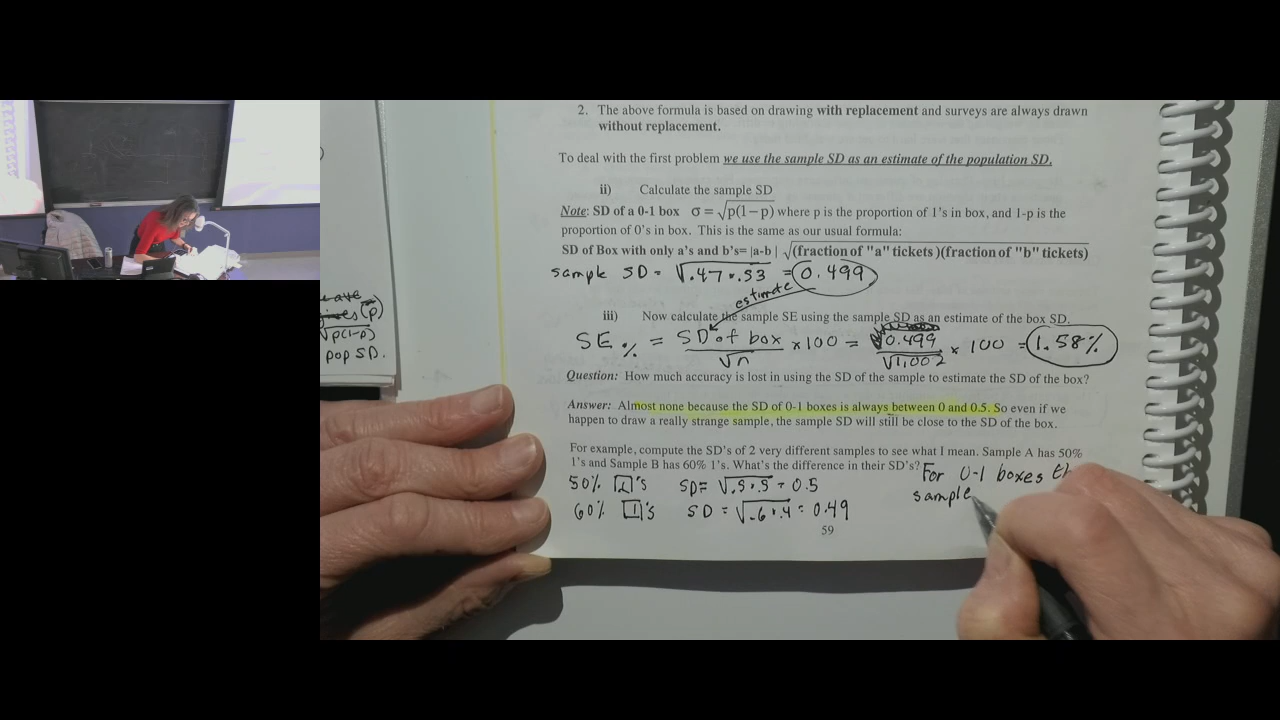 2. The above formula is based on drawing with replacement and surveys are always drawn
without replacement.
To deal with the first problem we use the sample SD as an estimate of the population SD.
ii) Calculate the sample SD
Note: SD of a 0-1 box σ = √p(1−p) where p is the proportion of 1's in box, and 1-p is the
proportion of 0's in box. This is the same as our usual formula:
SD of Box with only a's and b's= |a-b | √(fraction of "a" tickets )(fraction of "b" tickets)
sample SD = √.47 * .53 = 0.499
estimate
iii) Now calculate the sample SE using the sample SD as an estimate of the box SD.
SE % = SD of box / √n × 100 = 0.499 / √1,002 × 100 = 1.58%
Question: How much accuracy is lost in using the SD of the sample to estimate the SD of the box?
Answer: Almost none because the SD of 0-1 boxes is always between 0 and 0.5. So even if we
happen to draw a really strange sample, the sample SD will still be close to the SD of the box.
For example, compute the SD's of 2 very different samples to see what I mean. Sample A has 50%
1's and Sample B has 60% 1's. What's the difference in their SD's? For 0-1 boxes th
sample
50% 1's SD = √.5 * .5 = 0.5
60% 1's SD = √.6 * .4 = 0.49
59
(p)
√p(1-p)
pop SD.